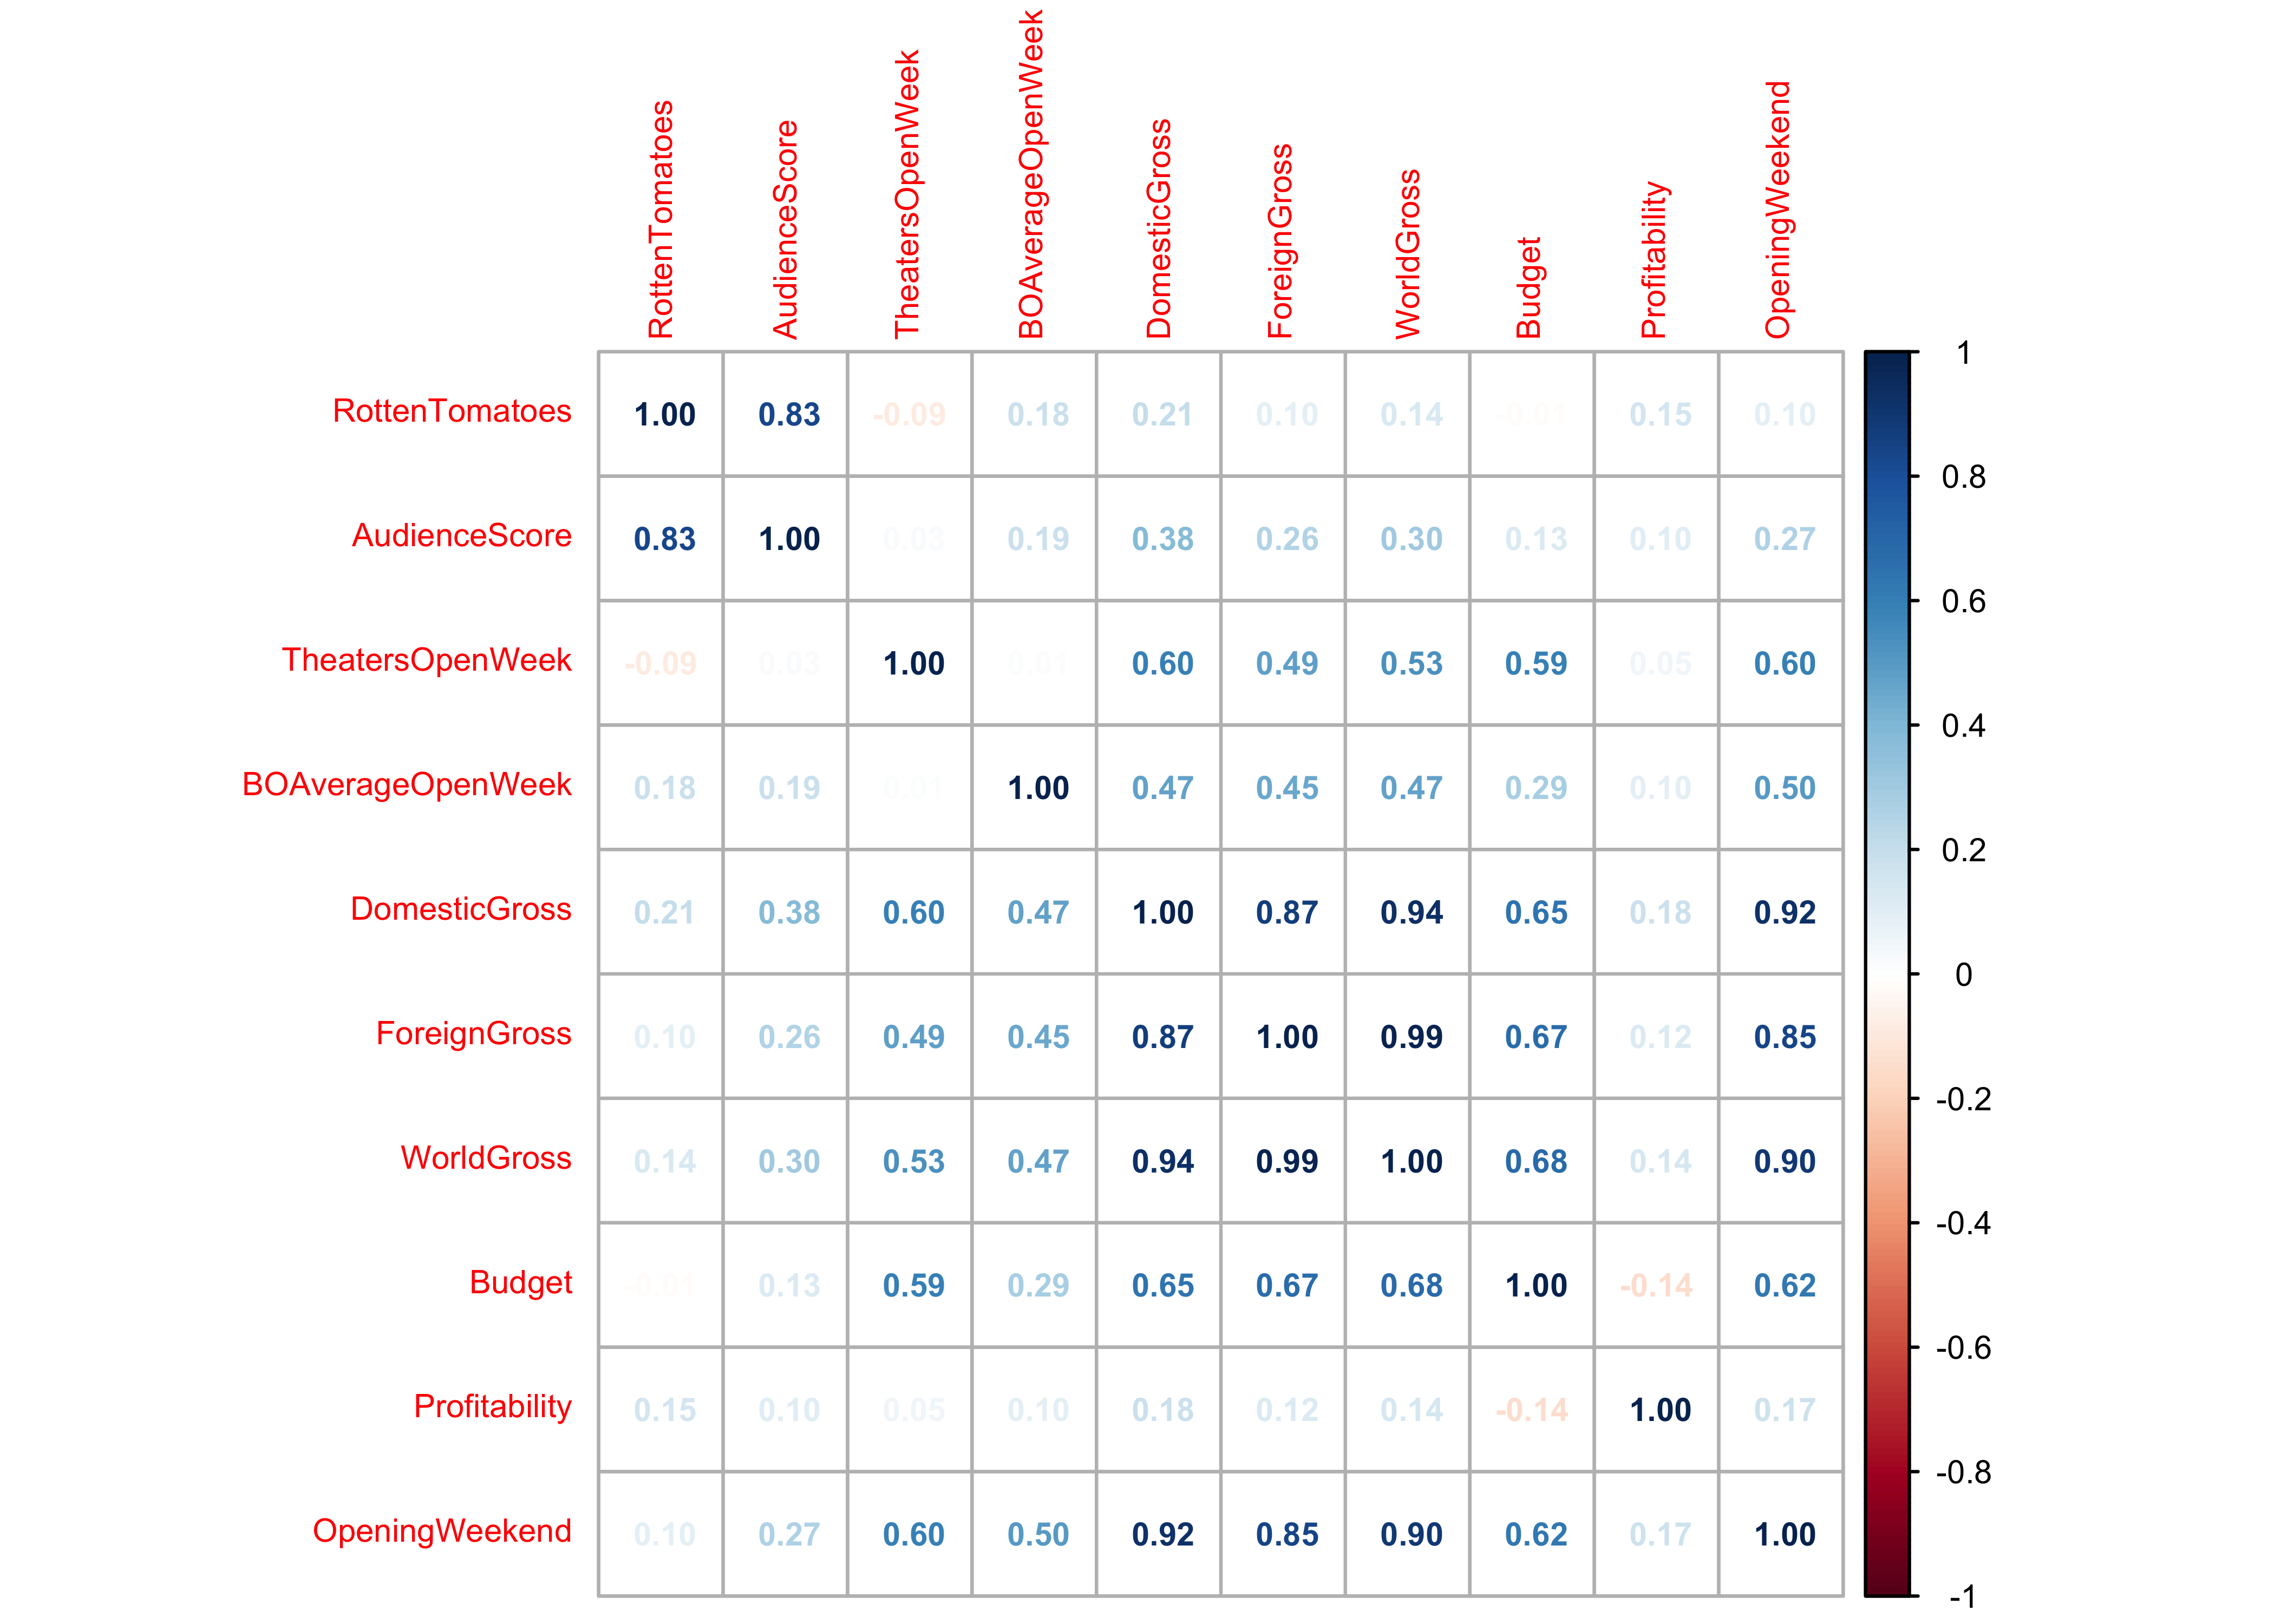 RottenTomatoes AudienceScore TheatersOpenWeek BOAverageOpenWeek DomesticGross ForeignGross WorldGross Budget Profitability OpeningWeekend
1
RottenTomatoes 1.00 0.83 -0.09 0.18 0.21 0.10 0.14 -0.01 0.15 0.10
0.8
AudienceScore 0.83 1.00 0.03 0.19 0.38 0.26 0.30 0.13 0.10 0.27
0.6
TheatersOpenWeek -0.09 0.03 1.00 0.01 0.60 0.49 0.53 0.59 0.05 0.60
0.4
BOAverageOpenWeek 0.18 0.19 0.01 1.00 0.47 0.45 0.47 0.29 0.10 0.50
0.2
DomesticGross 0.21 0.38 0.60 0.47 1.00 0.87 0.94 0.65 0.18 0.92
0
ForeignGross 0.10 0.26 0.49 0.45 0.87 1.00 0.99 0.67 0.12 0.85
-0.2
WorldGross 0.14 0.30 0.53 0.47 0.94 0.99 1.00 0.68 0.14 0.90
-0.4
Budget -0.01 0.13 0.59 0.29 0.65 0.67 0.68 1.00 -0.14 0.62
-0.6
Profitability 0.15 0.10 0.05 0.10 0.18 0.12 0.14 -0.14 1.00 0.17
-0.8
OpeningWeekend 0.10 0.27 0.60 0.50 0.92 0.85 0.90 0.62 0.17 1.00
-1